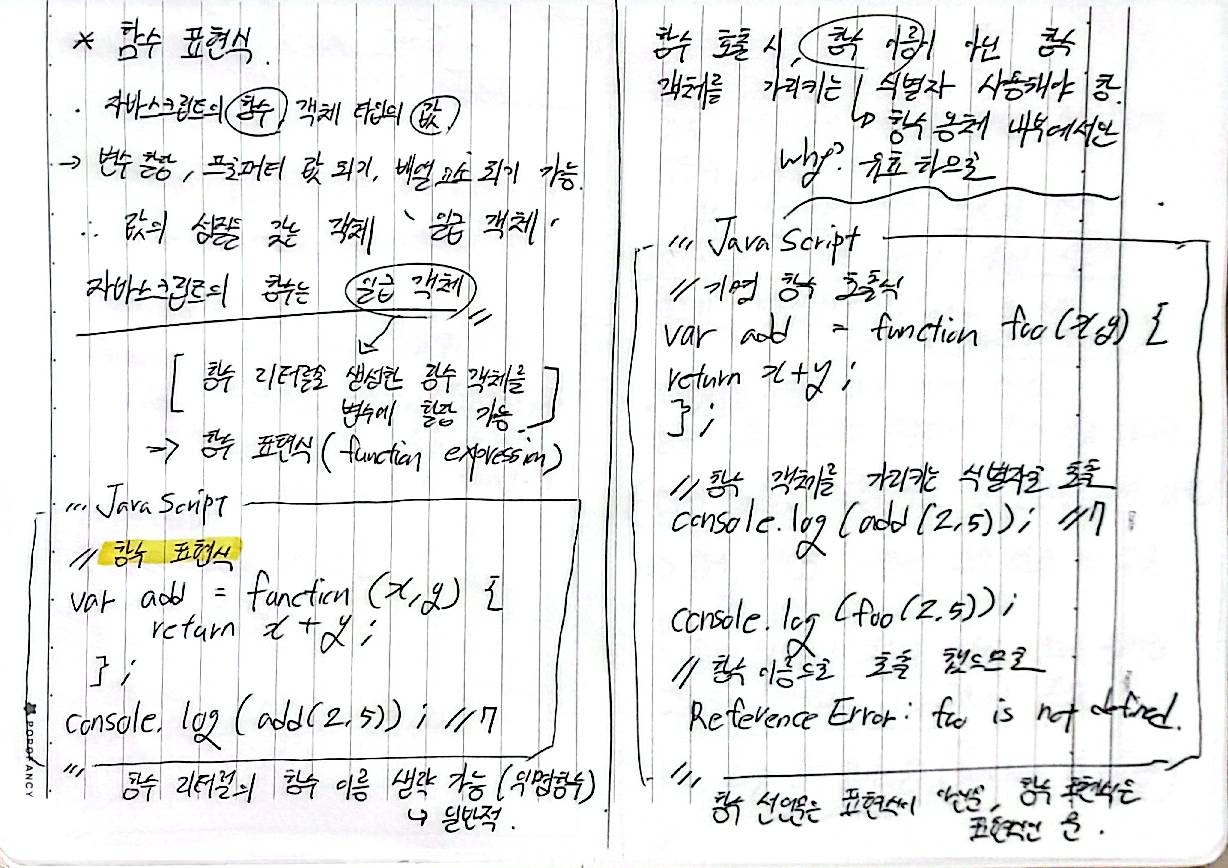 * 함수 표현식.
· 자바스크립트의 함수, 객체 타입의 값.
→ 변수 할당, 프로퍼티 값 되기, 배열 요소 되기 가능.
∴ 값의 성질을 갖는 객체 `일급 객체'
자바스크립트의 함수는 일급 객체 //
[ 함수 리터럴로 생성한 함수 객체를
변수에 할당 가능. ]
=> 함수 표현식 (function expression)
``` JavaScript
// 함수 표현식
var add = function (x, y) {
return x + y ;
} ;
console. log ( add(2, 5)) ; // 7
```
함수 리터럴의 함수 이름 생략 가능 (익명함수)
↳ 일반적.
POPOFANCY
함수 호출 시, 함수 이름이 아닌 함수
객체를 가리키는 식별자 사용해야 함.
↳ 함수 몸체 내부에서만
why? 유효하므로
``` JavaScript
// 기명 함수 호출식
var add = function foo (x, y) {
return x + y ;
} ;
// 함수 객체를 가리키는 식별자로 호출
console. log (add (2, 5)) ; // 7
console. log (foo (2, 5)) ;
// 함수 이름으로 호출 했으므로
Reference Error : foo is not defined.
```
함수 선언문은 표현식이 아닌문, 함수 표현식은
표현식인 문.